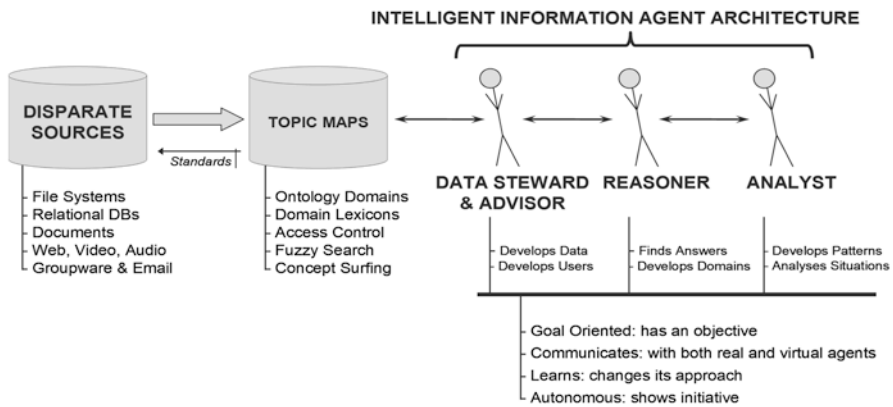 INTELLIGENT INFORMATION AGENT ARCHITECTURE
DISPARATE
SOURCES
Standards
TOPIC MAPS
- File Systems
- Relational DBs
- Documents
- Web, Video, Audio
- Groupware & Email
- Ontology Domains
- Domain Lexicons
- Access Control
- Fuzzy Search
- Concept Surfing
DATA STEWARD
& ADVISOR
REASONER
ANALYST
- Develops Data
- Develops Users
- Finds Answers
- Develops Domains
- Develops Patterns
- Analyses Situations
- Goal Oriented: has an objective
- Communicates: with both real and virtual agents
- Learns: changes its approach
- Autonomous: shows initiative